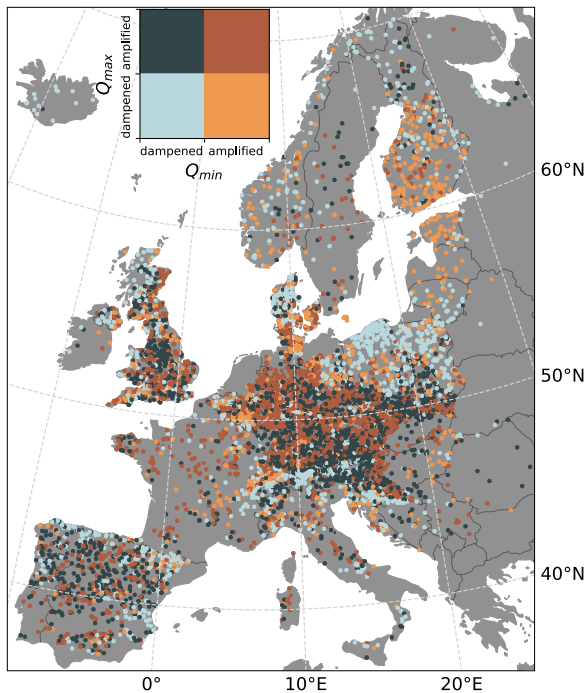 Q_max
dampened amplified
dampened amplified
Q_min
60°N
50°N
40°N
0° 10°E 20°E